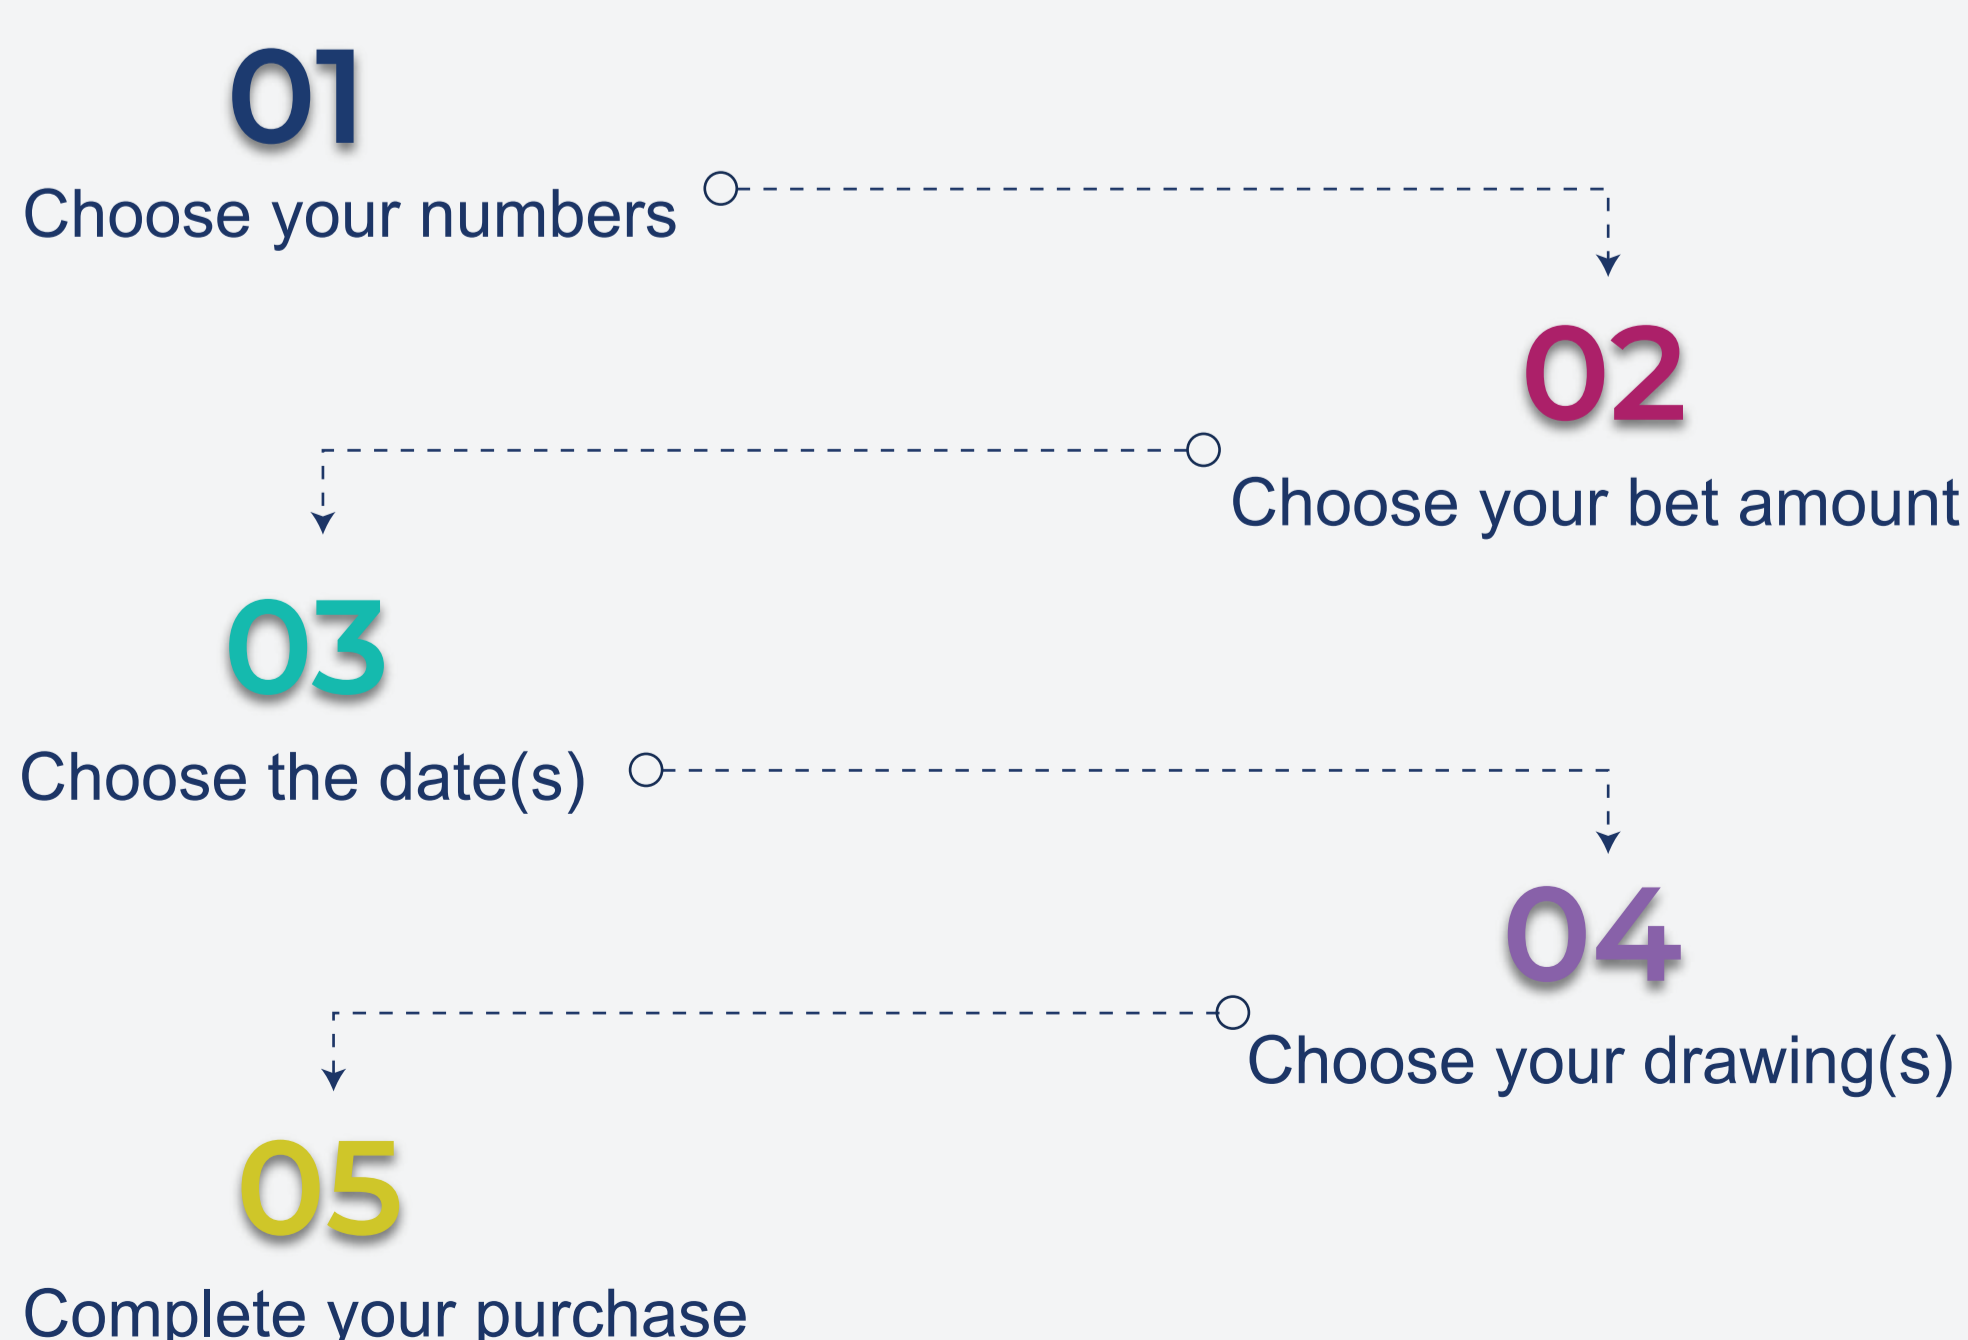 01
Choose your numbers
02
Choose your bet amount
03
Choose the date(s)
04
Choose your drawing(s)
05
Complete your purchase